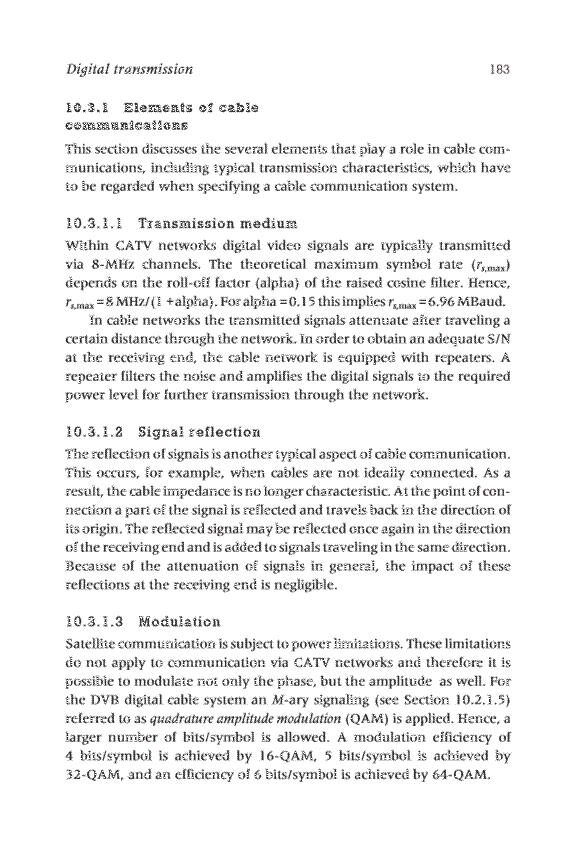 Digital transmission 183
10.3.1 Elements of cable
communications
This section discusses the several elements that play a role in cable com-
munications, including typical transmission characteristics, which have
to be regarded when specifying a cable communication system.
10.3.1.1 Transmission medium
Within CATV networks digital video signals are typically transmitted
via 8-MHz channels. The theoretical maximum symbol rate (rs,max)
depends on the roll-off factor (alpha) of the raised cosine filter. Hence,
rs,max = 8 MHz/(1 + alpha). For alpha = 0.15 this implies rs,max = 6.96 MBaud.
In cable networks the transmitted signals attenuate after traveling a
certain distance through the network. In order to obtain an adequate S/N
at the receiving end, the cable network is equipped with repeaters. A
repeater filters the noise and amplifies the digital signals to the required
power level for further transmission through the network.
10.3.1.2 Signal reflection
The reflection of signals is another typical aspect of cable communication.
This occurs, for example, when cables are not ideally connected. As a
result, the cable impedance is no longer characteristic. At the point of con-
nection a part of the signal is reflected and travels back in the direction of
its origin. The reflected signal may be reflected once again in the direction
of the receiving end and is added to signals traveling in the same direction.
Because of the attenuation of signals in general, the impact of these
reflections at the receiving end is negligible.
10.3.1.3 Modulation
Satellite communication is subject to power limitations. These limitations
do not apply to communication via CATV networks and therefore it is
possible to modulate not only the phase, but the amplitude as well. For
the DVB digital cable system an M-ary signaling (see Section 10.2.1.5)
referred to as quadrature amplitude modulation (QAM) is applied. Hence, a
larger number of bits/symbol is allowed. A modulation efficiency of
4 bits/symbol is achieved by 16-QAM, 5 bits/symbol is achieved by
32-QAM, and an efficiency of 6 bits/symbol is achieved by 64-QAM.